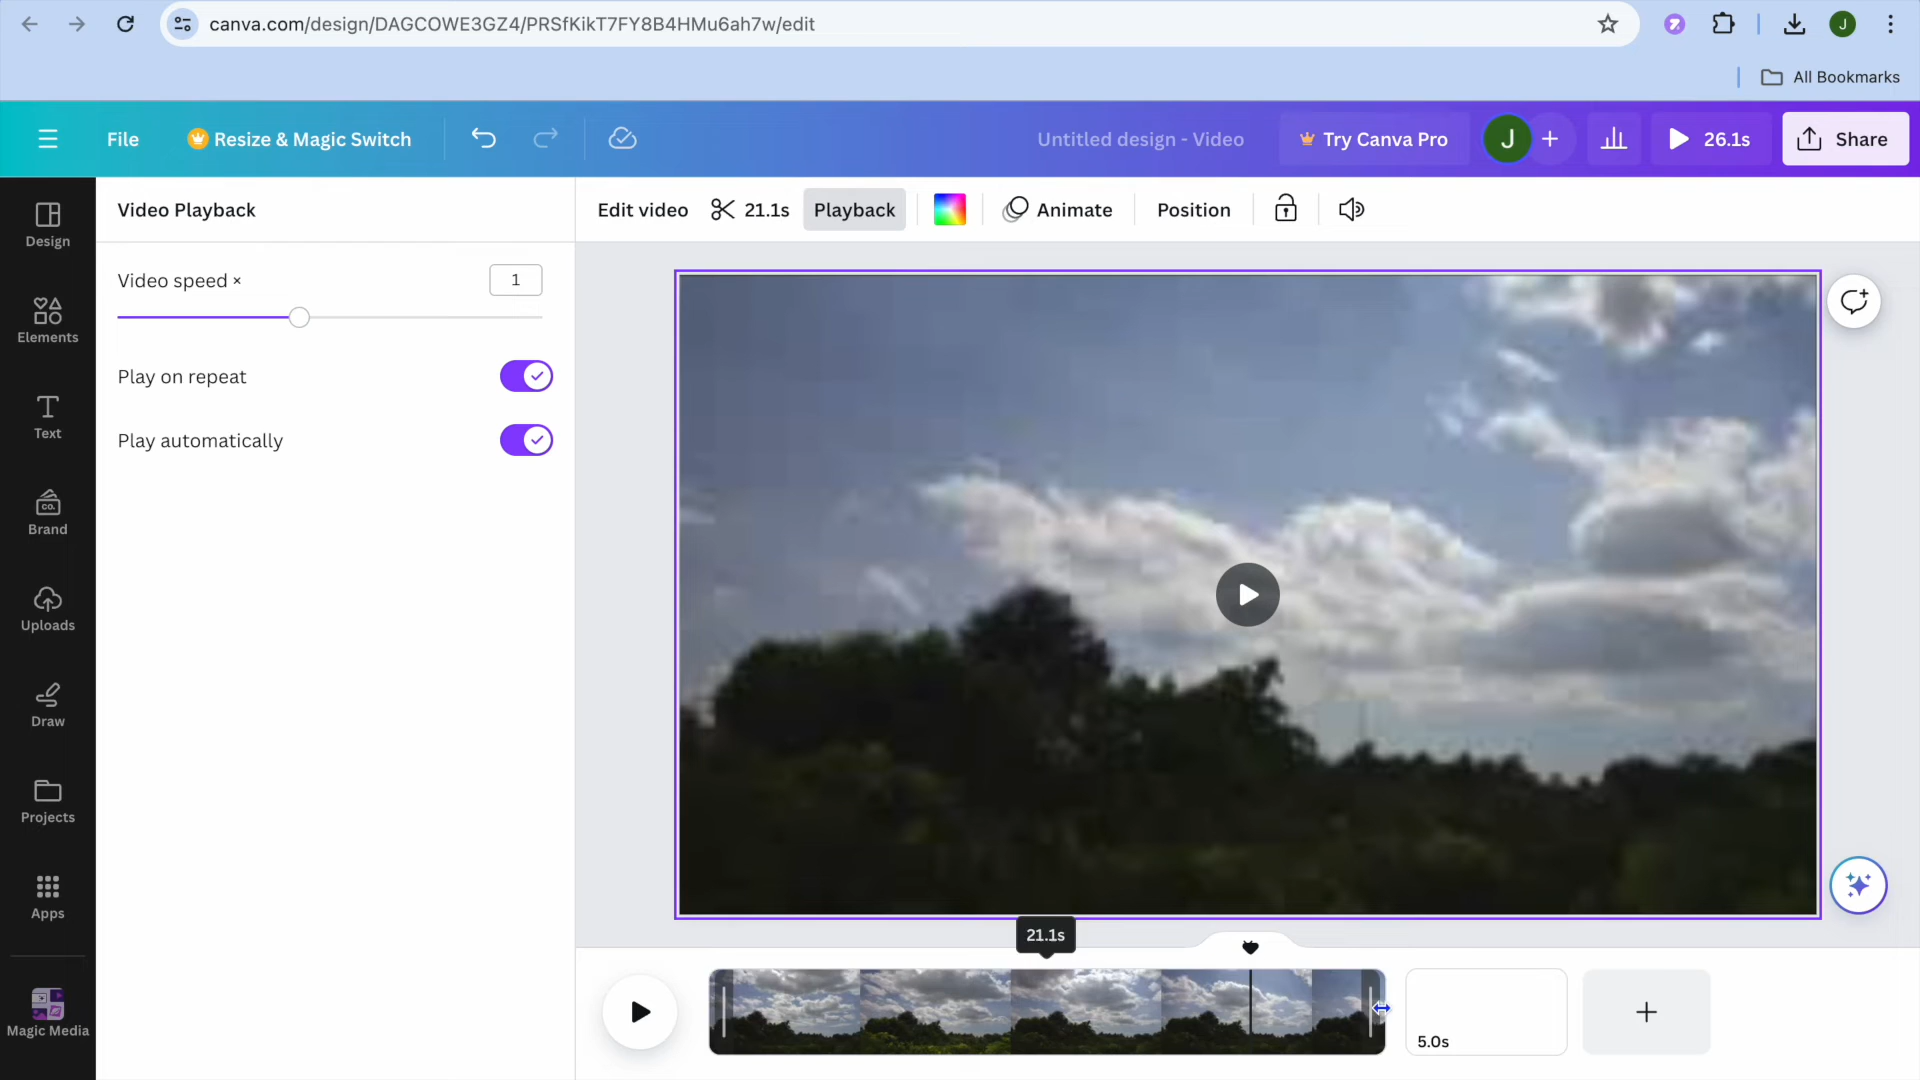 canva.com/design/DAGCOWE3GZ4/PRSfKikT7FY8B4HMu6ah7w/edit
J
All Bookmarks
File
Resize & Magic Switch
Untitled design - Video
Try Canva Pro
J
26.1s
Share
Design
Elements
Text
CO.
Brand
Uploads
Draw
Projects
Apps
Magic Media
Video Playback
Video speed ×
1
Play on repeat
Play automatically
Edit video
21.1s
Playback
Animate
Position
21.1s
5.0s